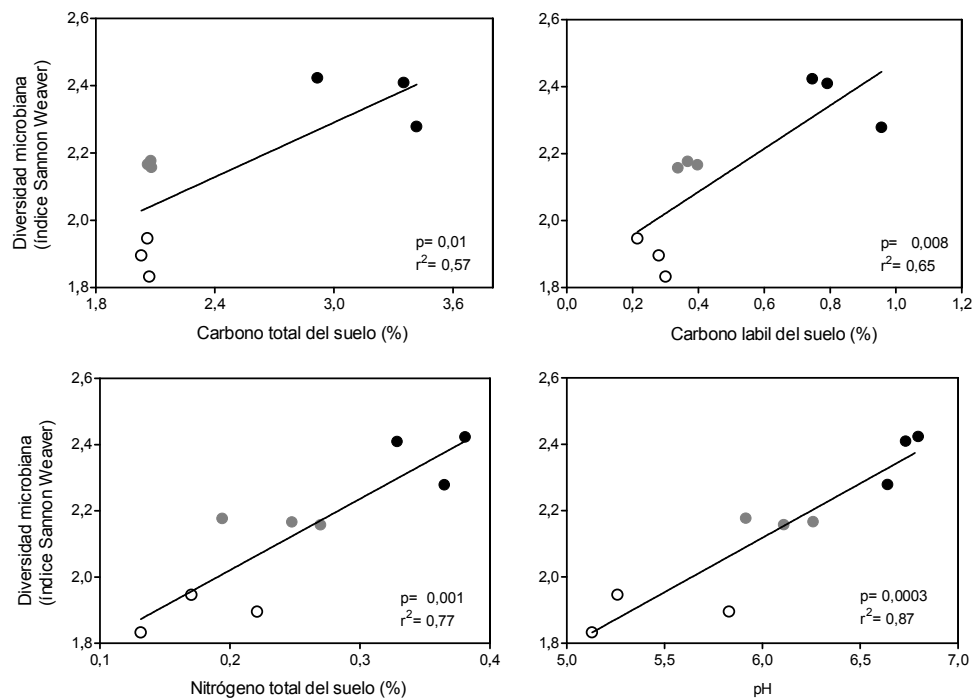 Diversidad microbiana
(índice Sannon Weaver)
2,6
2,4
2,2
2,0
1,8
1,8
2,4
3,0
3,6
p= 0,01
r2= 0,57
Carbono total del suelo (%)
2,6
2,4
2,2
2,0
1,8
0,0
0,2
0,4
0,6
0,8
1,0
1,2
p= 0,008
r2= 0,65
Carbono labil del suelo (%)
Diversidad microbiana
(índice Sannon Weaver)
2,6
2,4
2,2
2,0
1,8
0,1
0,2
0,3
0,4
p= 0,001
r2= 0,77
Nitrógeno total del suelo (%)
2,6
2,4
2,2
2,0
1,8
5,0
5,5
6,0
6,5
7,0
p= 0,0003
r2= 0,87
pH